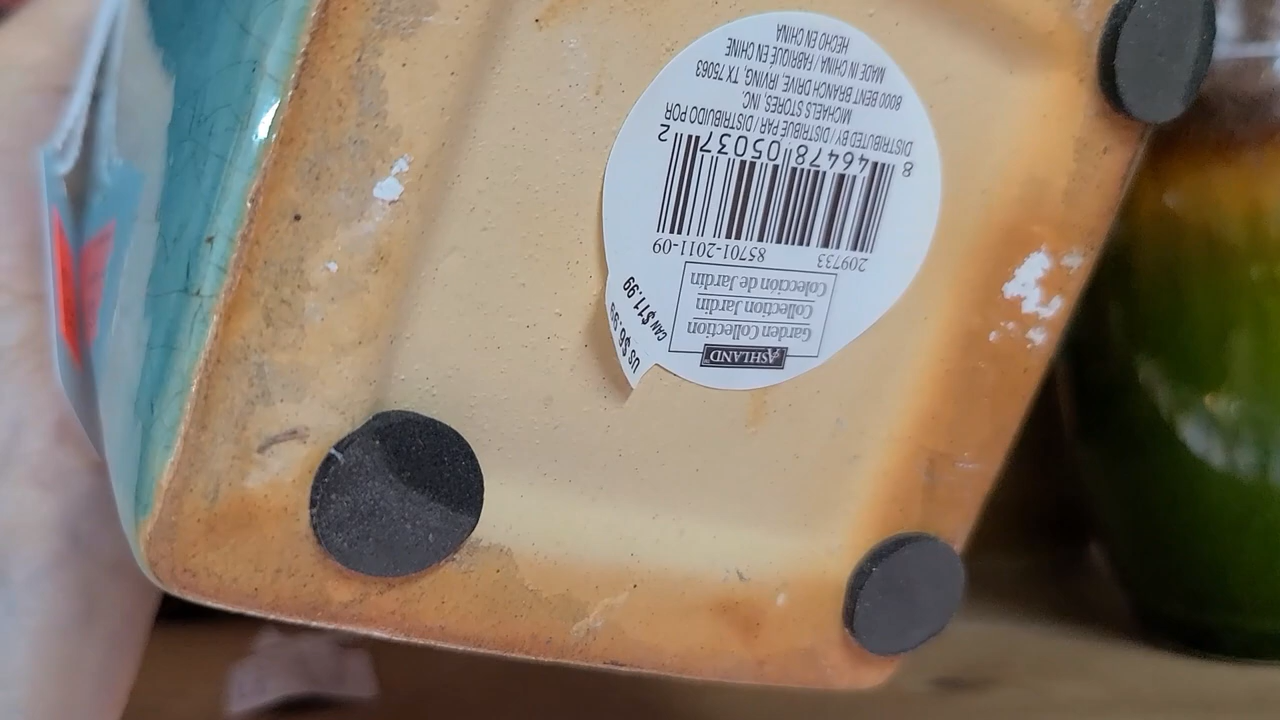 ASHLAND
Garden Collection
Collection Jardin
Colección de Jardín
US $6.99
CAN $11.99
209733 85701-2011-09
8 46478 05037 2
DISTRIBUTED BY / DISTRIBUÉ PAR / DISTRIBUIDO POR
MICHAELS STORES, INC.
8000 BENT BRANCH DRIVE, IRVING, TX 75063
MADE IN CHINA / FABRIQUÉ EN CHINE
HECHO EN CHINA